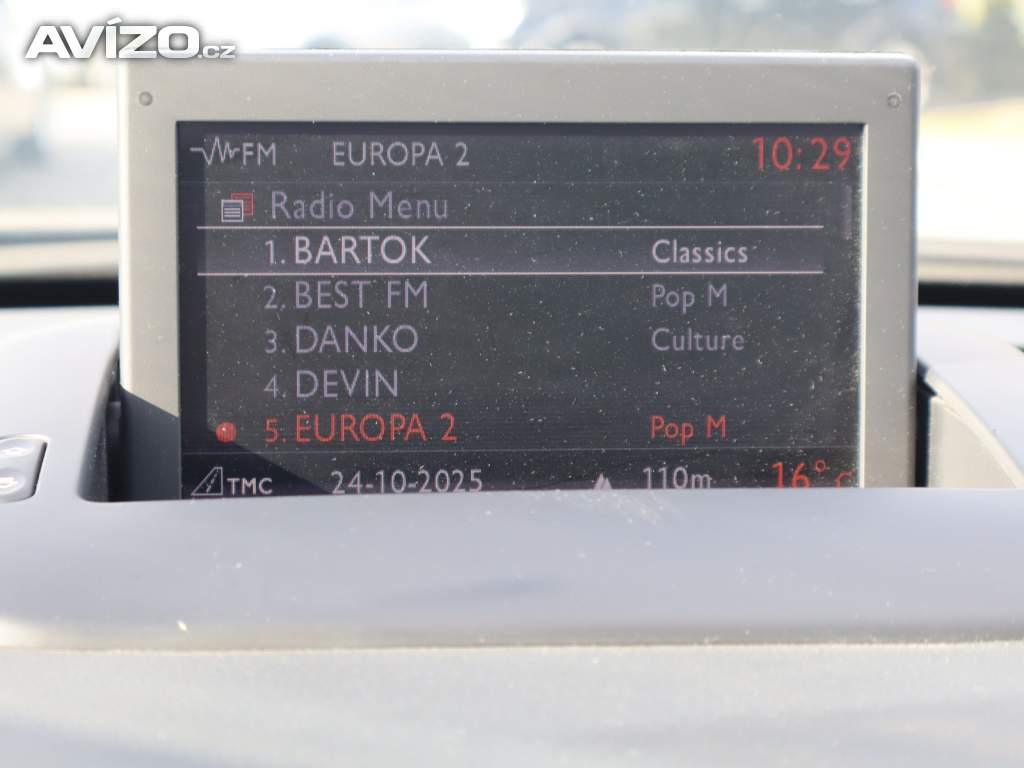 AVÍZO.cz
FM EUROPA 2 10:29
Radio Menu
1. BARTOK Classics
2. BEST FM Pop M
3. DANKO Culture
4. DEVIN
5. EUROPA 2 Pop M
TMC 24-10-2025 110m 16°C